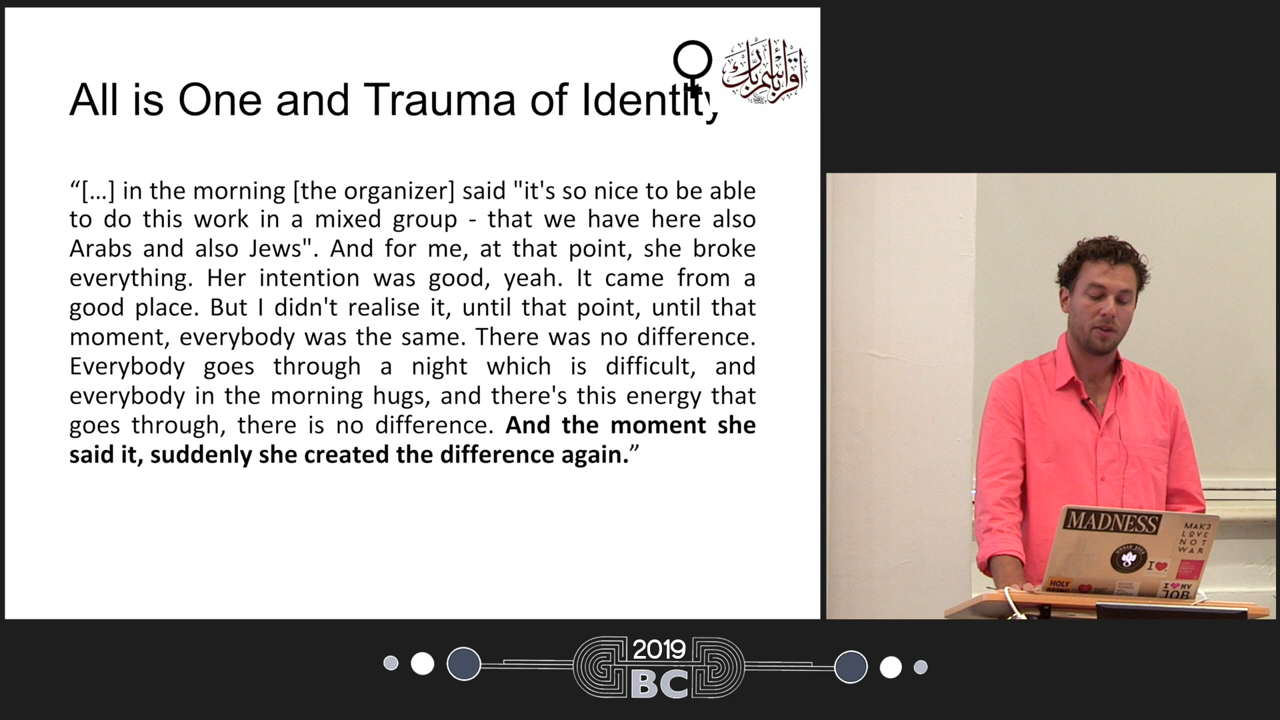 All is One and Trauma of Identity
اقرأ باسم ربك
“[…] in the morning [the organizer] said "it's so nice to be able
to do this work in a mixed group - that we have here also
Arabs and also Jews". And for me, at that point, she broke
everything. Her intention was good, yeah. It came from a
good place. But I didn't realise it, until that point, until that
moment, everybody was the same. There was no difference.
Everybody goes through a night which is difficult, and
everybody in the morning hugs, and there's this energy that
goes through, there is no difference. And the moment she
said it, suddenly she created the difference again.”
MADNESS
MAKE
LOVE
NOT
WAR
I
HOLY
I MY
JOB
2019
BC